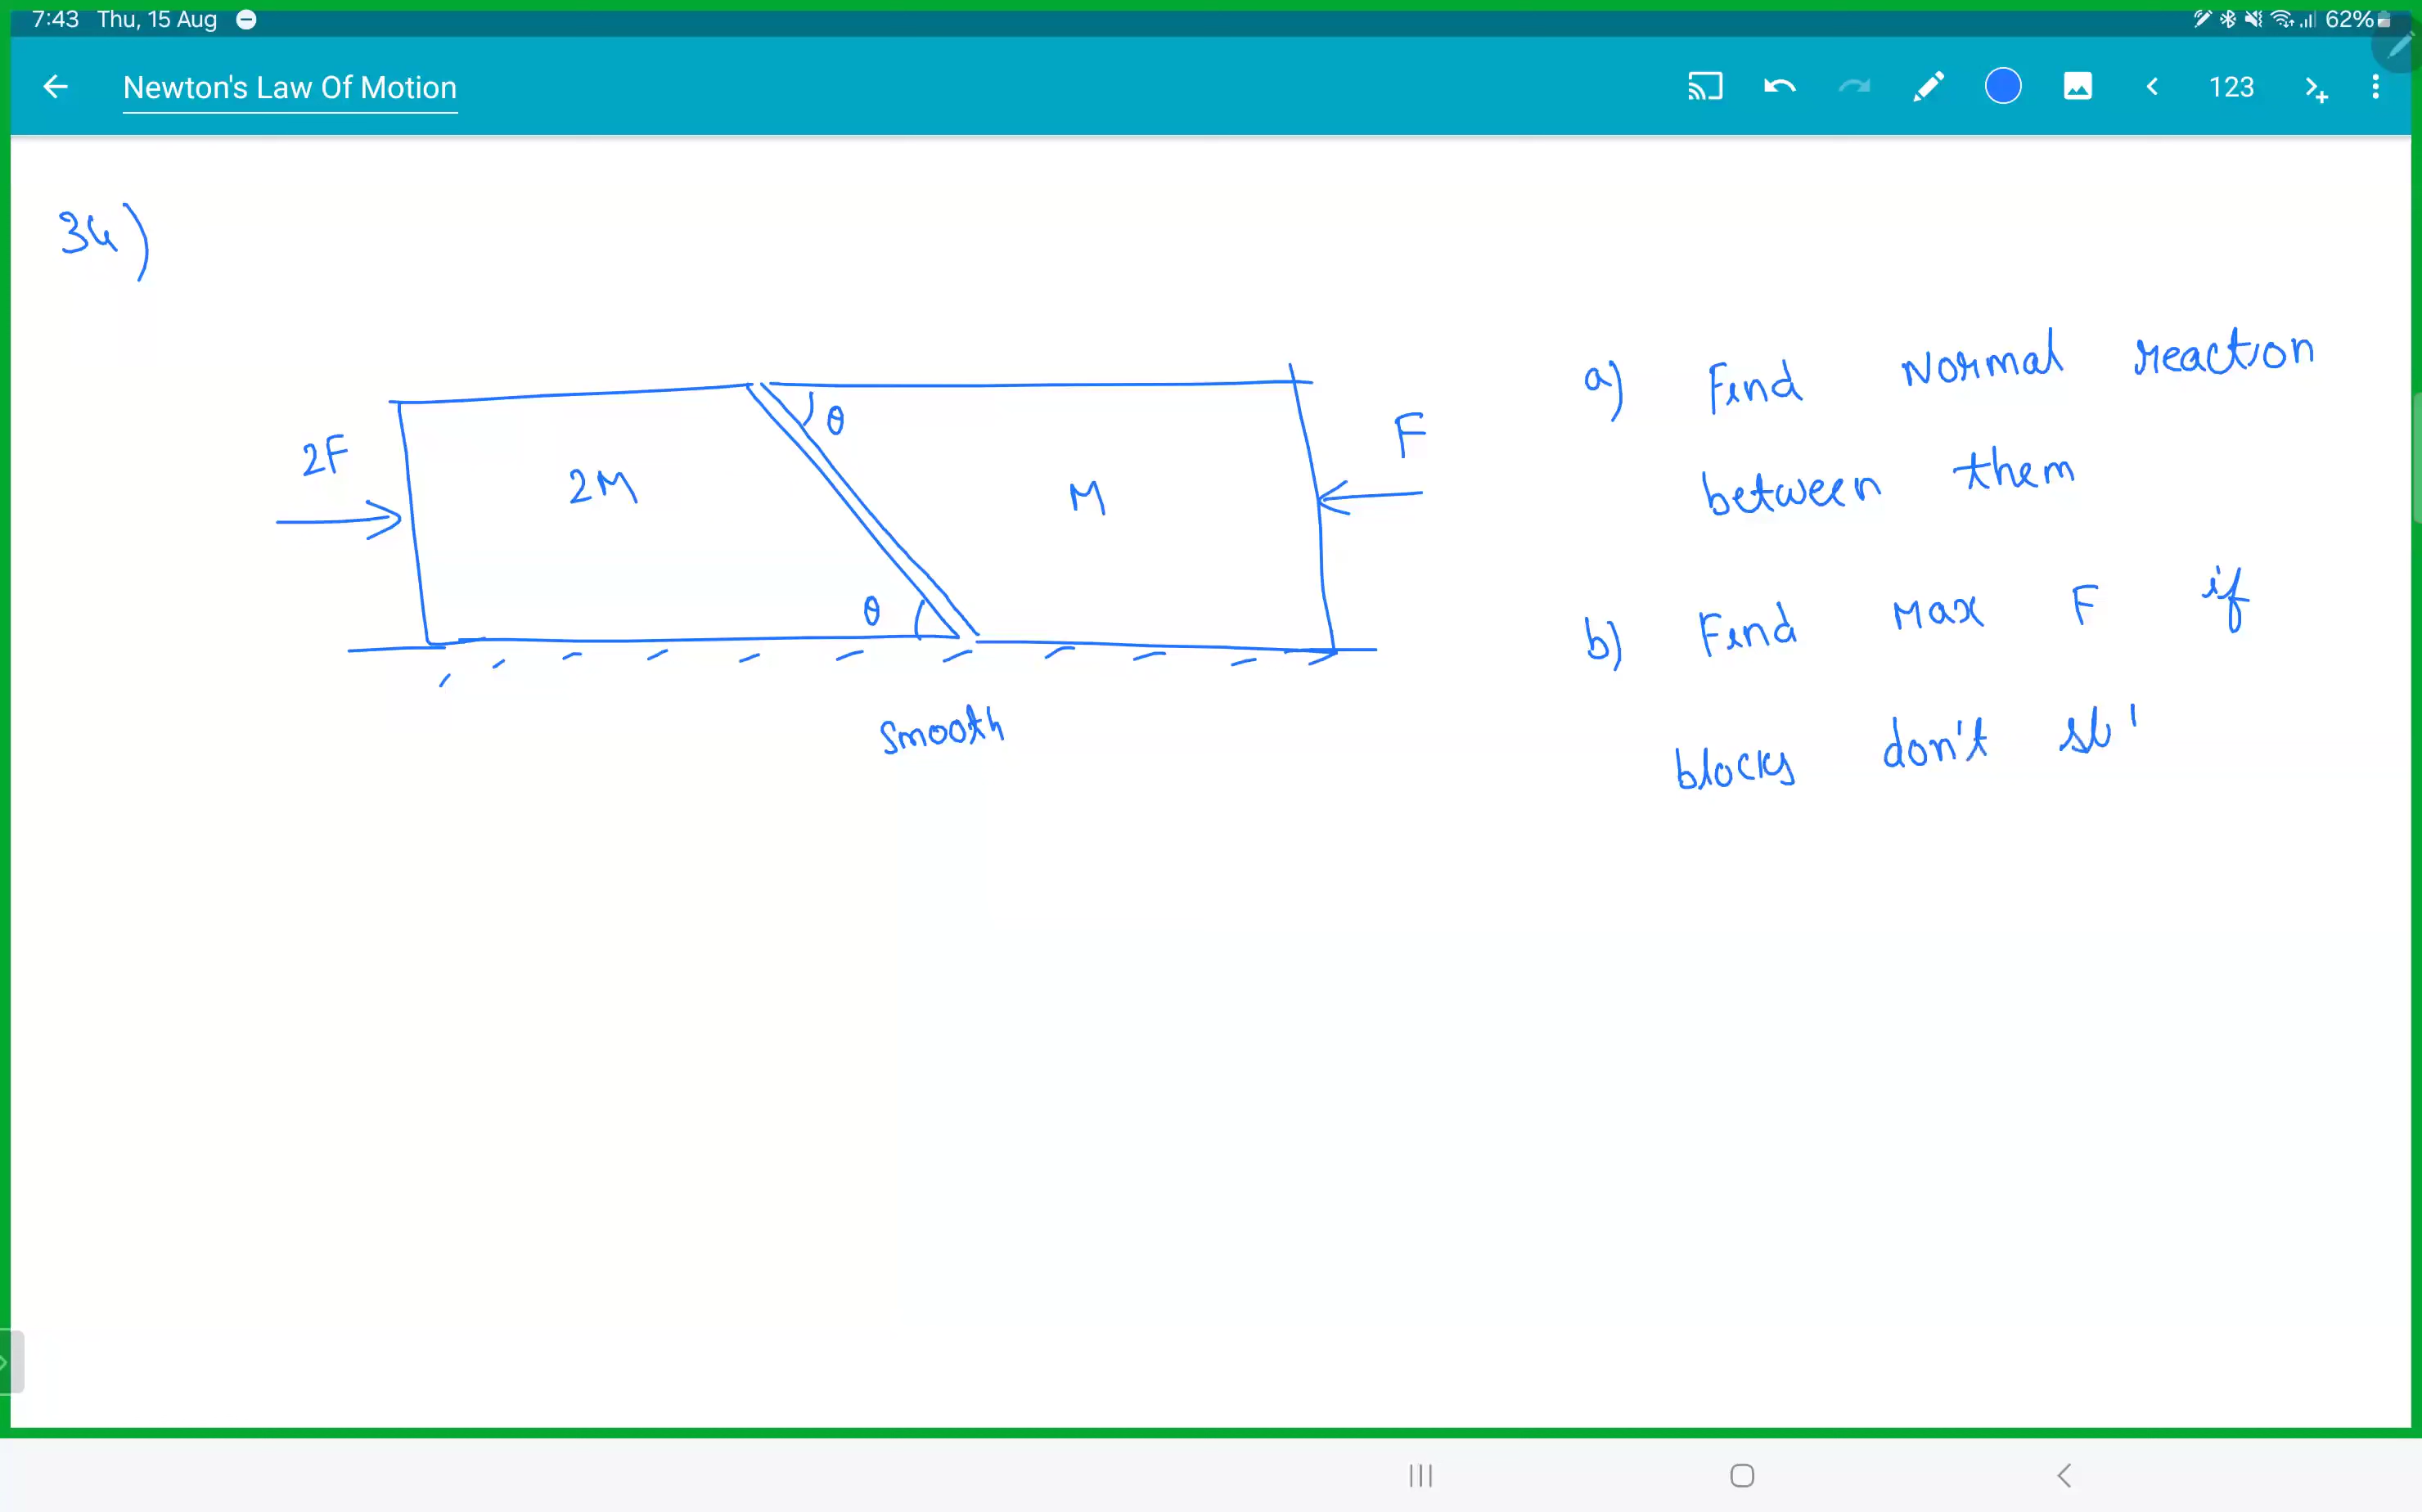 7:43 Thu, 15 Aug
62%
Newton's Law Of Motion
123
34)
a) Find Normal reaction
2F
θ
F
2M
M
between them
θ
b) Find Max F if
Smooth
blocks don't